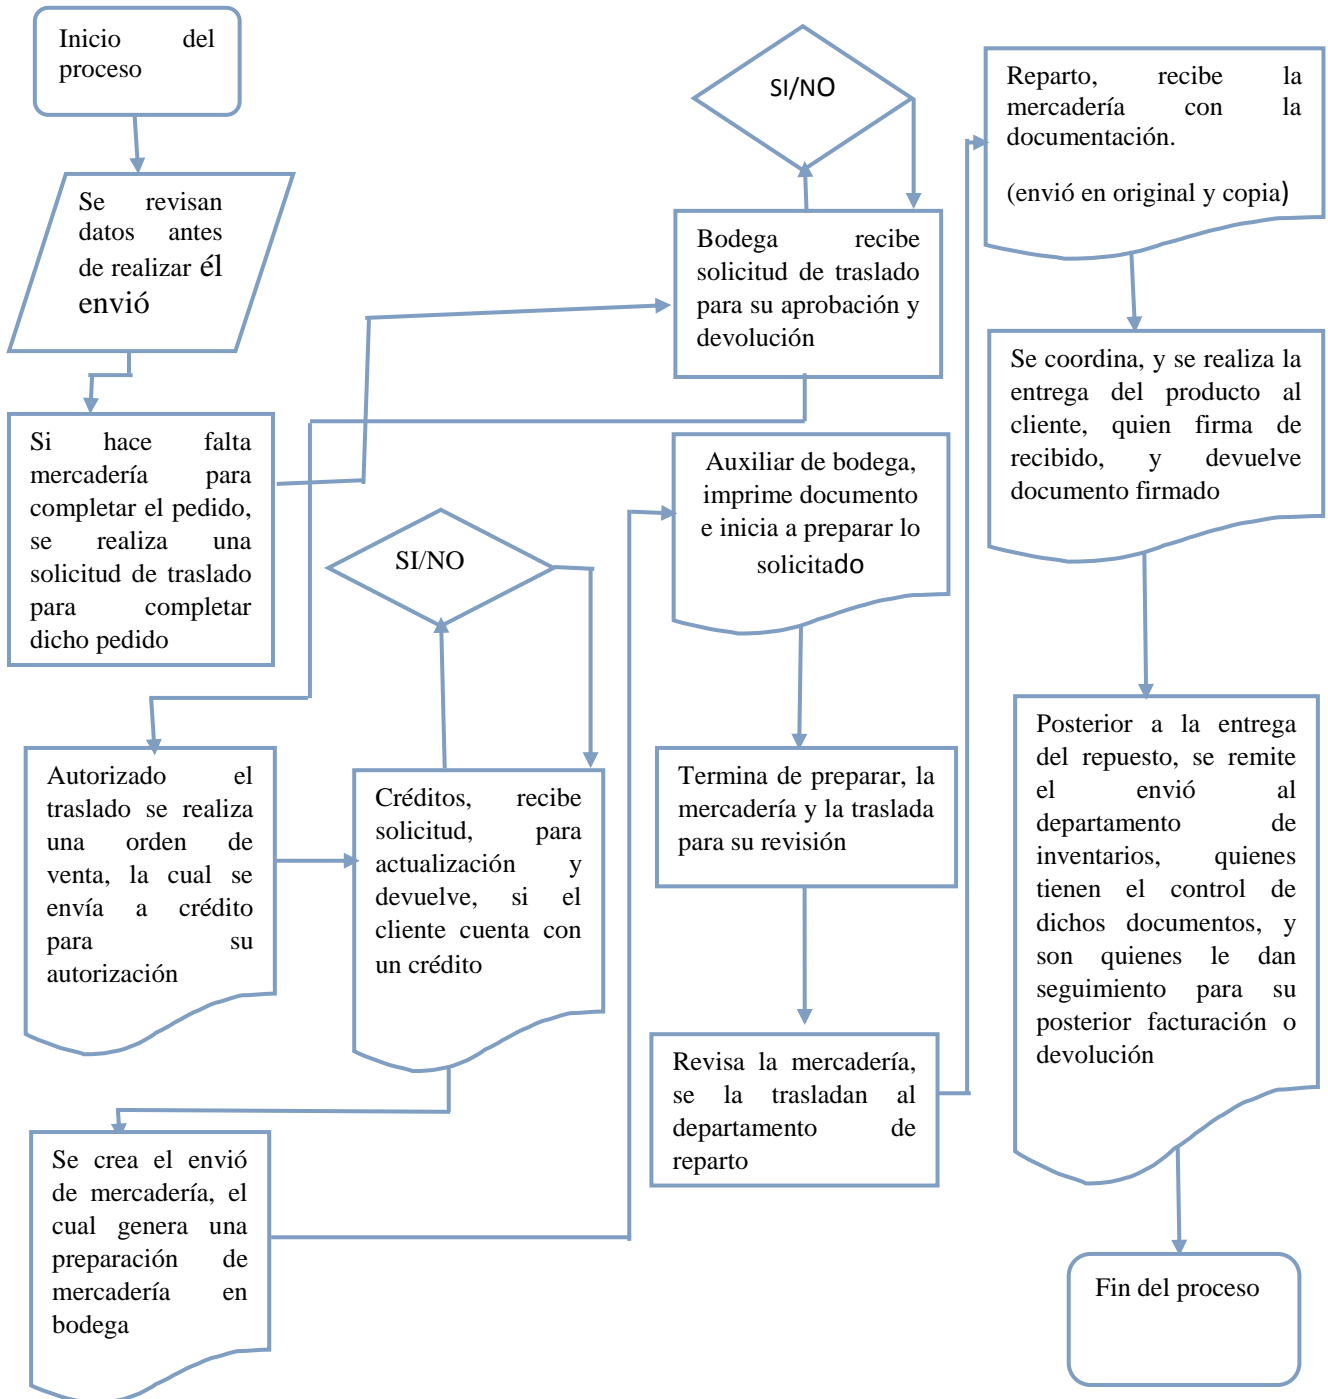 Inicio del
proceso
Se revisan
datos antes
de realizar él
envió
Si hace falta
mercadería para
completar el pedido,
se realiza una
solicitud de traslado
para completar
dicho pedido
SI/NO
Bodega recibe
solicitud de traslado
para su aprobación y
devolución
Autorizado el
traslado se realiza
una orden de
venta, la cual se
envía a crédito
para su
autorización
SI/NO
Créditos, recibe
solicitud, para
actualización y
devuelve, si el
cliente cuenta con
un crédito
Se crea el envió
de mercadería, el
cual genera una
preparación de
mercadería en
bodega
Auxiliar de bodega,
imprime documento
e inicia a preparar lo
solicitado
Termina de preparar, la
mercadería y la traslada
para su revisión
Revisa la mercadería,
se la trasladan al
departamento de
reparto
Reparto, recibe la
mercadería con la
documentación.
(envió en original y copia)
Se coordina, y se realiza la
entrega del producto al
cliente, quien firma de
recibido, y devuelve
documento firmado
Posterior a la entrega
del repuesto, se remite
el envió al
departamento de
inventarios, quienes
tienen el control de
dichos documentos, y
son quienes le dan
seguimiento para su
posterior facturación o
devolución
Fin del proceso